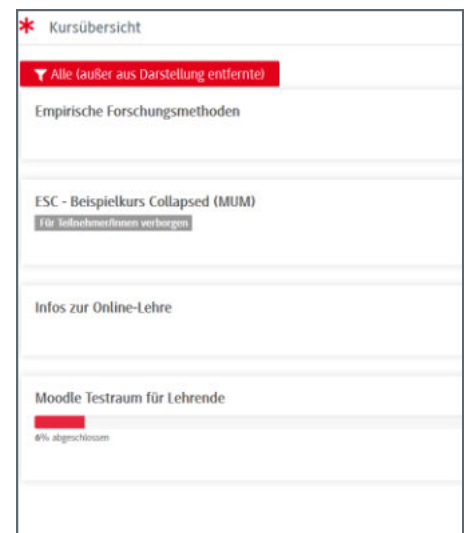 Kursübersicht
Alle (außer aus Darstellung entfernte)
Empirische Forschungsmethoden
ESC - Beispielkurs Collapsed (MUM)
Für Teilnehmer/innen verborgen
Infos zur Online-Lehre
Moodle Testraum für Lehrende
6% abgeschlossen